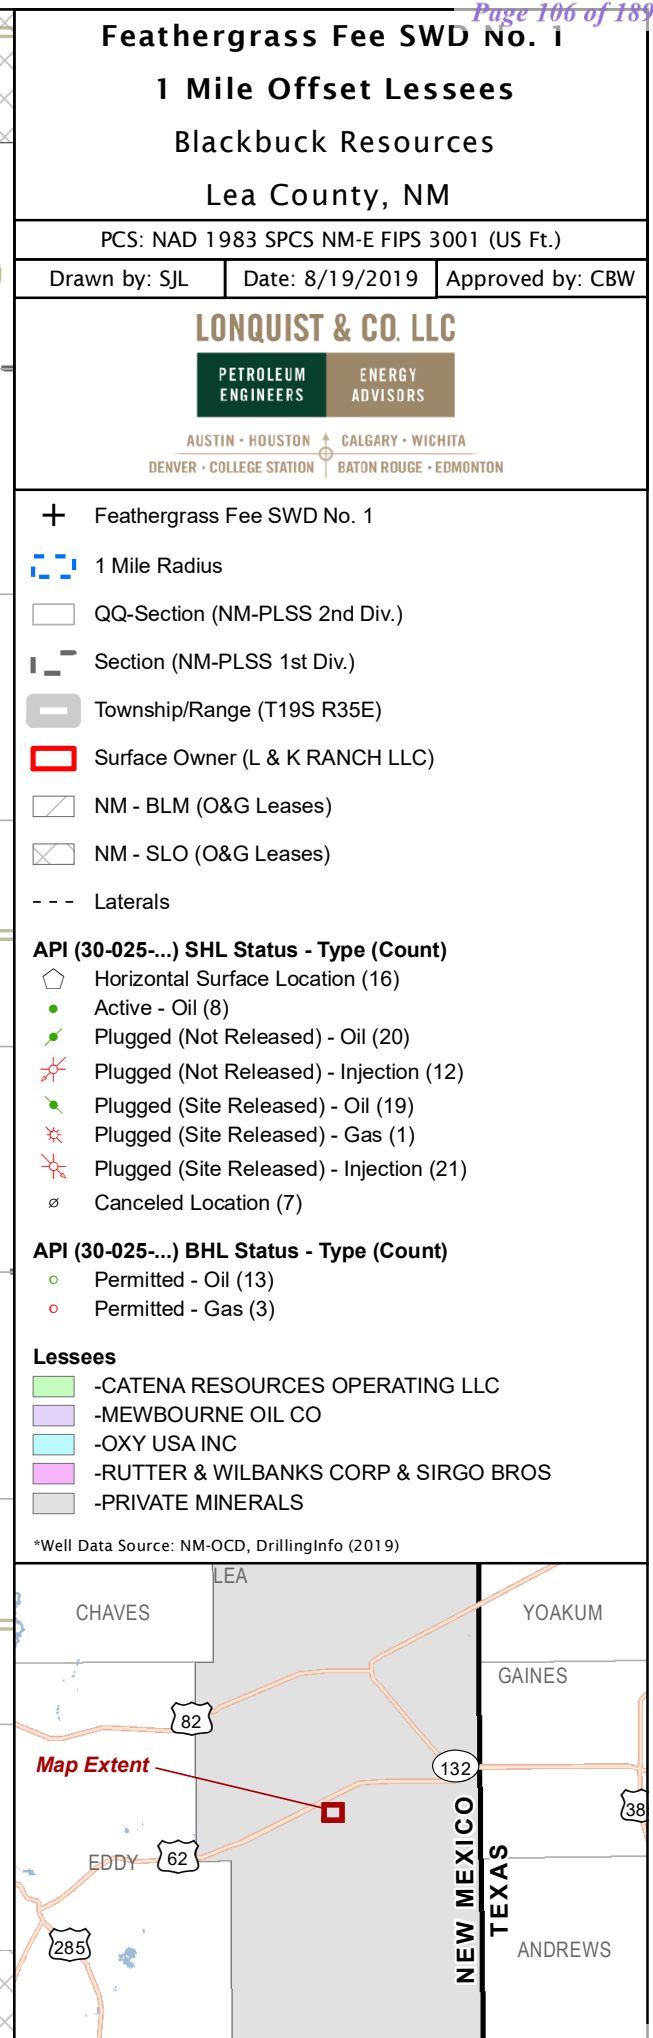 Page 106 of 189
Feathergrass Fee SWD No. 1
1 Mile Offset Lessees
Blackbuck Resources
Lea County, NM
PCS: NAD 1983 SPCS NM-E FIPS 3001 (US Ft.)
Drawn by: SJL
Date: 8/19/2019
Approved by: CBW
LONQUIST & CO. LLC
PETROLEUM ENGINEERS
ENERGY ADVISORS
AUSTIN · HOUSTON
CALGARY · WICHITA
DENVER · COLLEGE STATION
BATON ROUGE · EDMONTON
Feathergrass Fee SWD No. 1
1 Mile Radius
QQ-Section (NM-PLSS 2nd Div.)
Section (NM-PLSS 1st Div.)
Township/Range (T19S R35E)
Surface Owner (L & K RANCH LLC)
NM - BLM (O&G Leases)
NM - SLO (O&G Leases)
Laterals
API (30-025-...) SHL Status - Type (Count)
Horizontal Surface Location (16)
Active - Oil (8)
Plugged (Not Released) - Oil (20)
Plugged (Not Released) - Injection (12)
Plugged (Site Released) - Oil (19)
Plugged (Site Released) - Gas (1)
Plugged (Site Released) - Injection (21)
Canceled Location (7)
API (30-025-...) BHL Status - Type (Count)
Permitted - Oil (13)
Permitted - Gas (3)
Lessees
-CATENA RESOURCES OPERATING LLC
-MEWBOURNE OIL CO
-OXY USA INC
-RUTTER & WILBANKS CORP & SIRGO BROS
-PRIVATE MINERALS
*Well Data Source: NM-OCD, DrillingInfo (2019)
LEA
CHAVES
YOAKUM
GAINES
82
Map Extent
132
38
EDDY
62
NEW MEXICO
TEXAS
285
ANDREWS